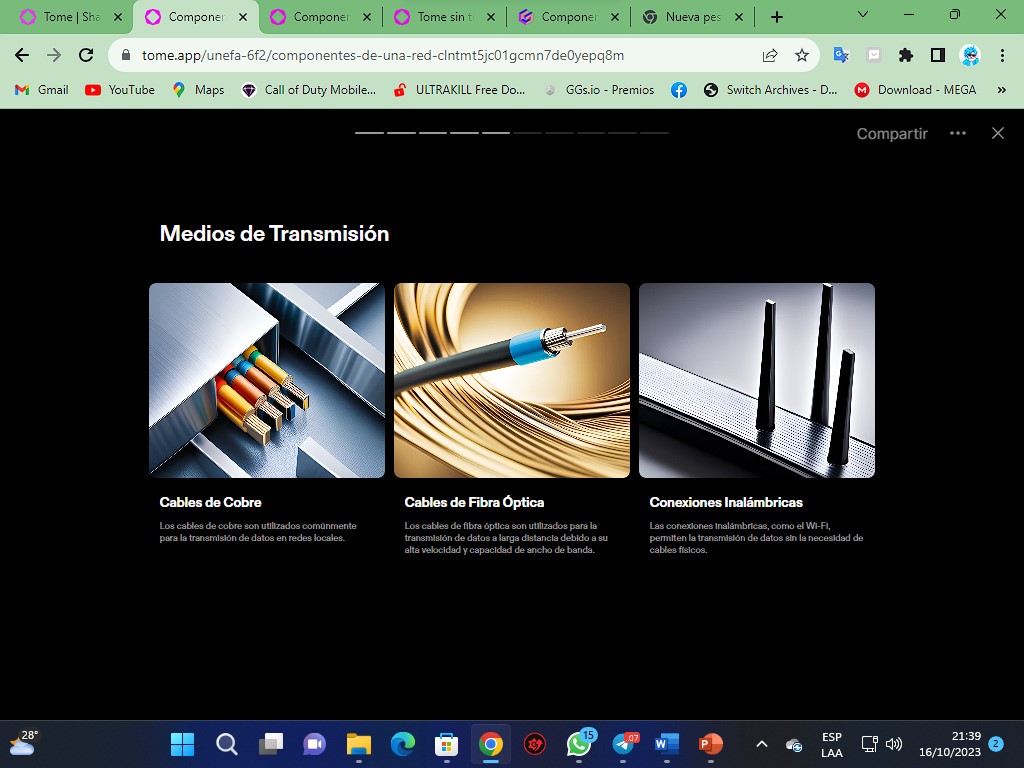 Tome | Sha
Componen
Componen
Tome sin t
Componen
Nueva pes
tome.app/unefa-6f2/componentes-de-una-red-clntmt5jc01gcmn7de0yepq8m
Gmail
YouTube
Maps
Call of Duty Mobile...
ULTRAKILL Free Do...
GGs.io - Premios
Switch Archives - D...
Download - MEGA
»
Compartir
Medios de Transmisión
Cables de Cobre
Los cables de cobre son utilizados comúnmente
para la transmisión de datos en redes locales.
Cables de Fibra Óptica
Los cables de fibra óptica son utilizados para la
transmisión de datos a larga distancia debido a su
alta velocidad y capacidad de ancho de banda.
Conexiones Inalámbricas
Las conexiones inalámbricas, como el Wi-Fi,
permiten la transmisión de datos sin la necesidad de
cables físicos.
28°
15
07
ESP
LAA
21:39
16/10/2023
2